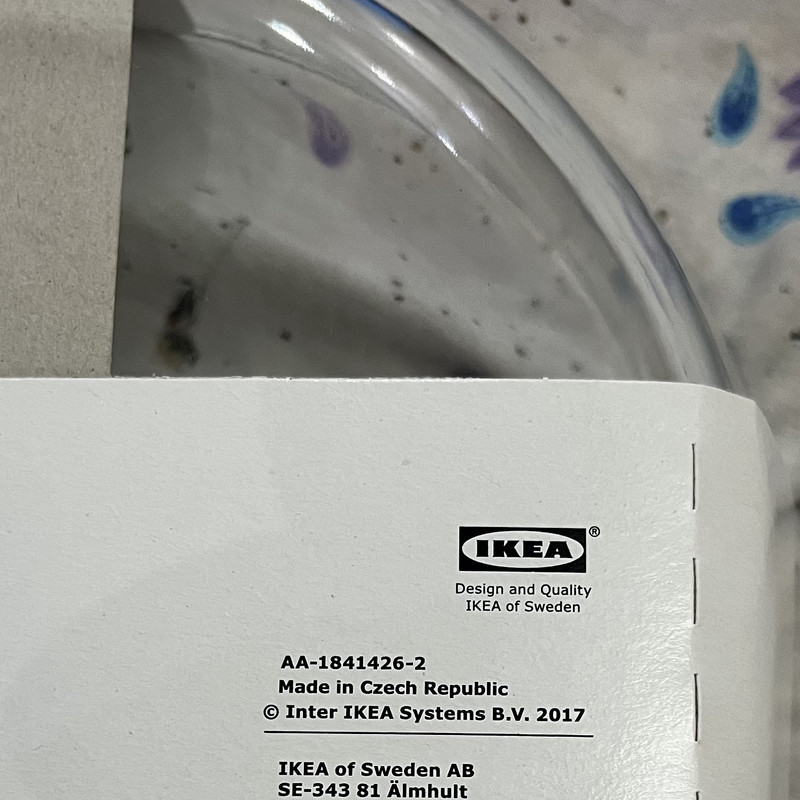 IKEA®
Design and Quality
IKEA of Sweden
AA-1841426-2
Made in Czech Republic
© Inter IKEA Systems B.V. 2017
IKEA of Sweden AB
SE-343 81 Älmhult